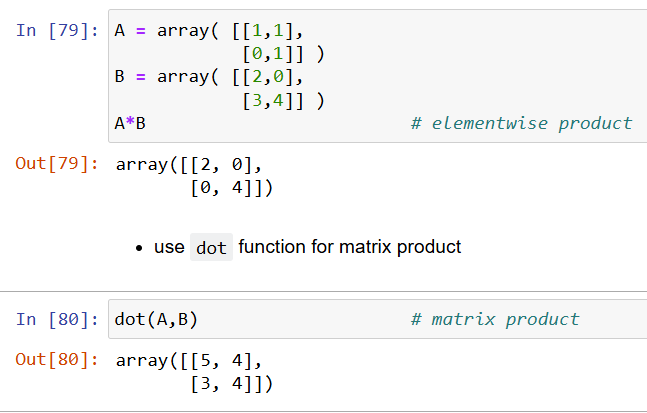 In [79]: A = array( [[1,1],
[0,1]] )
B = array( [[2,0],
[3,4]] )
A*B # elementwise product
Out[79]: array([[2, 0],
[0, 4]])
• use dot function for matrix product
In [80]: dot(A,B) # matrix product
Out[80]: array([[5, 4],
[3, 4]])